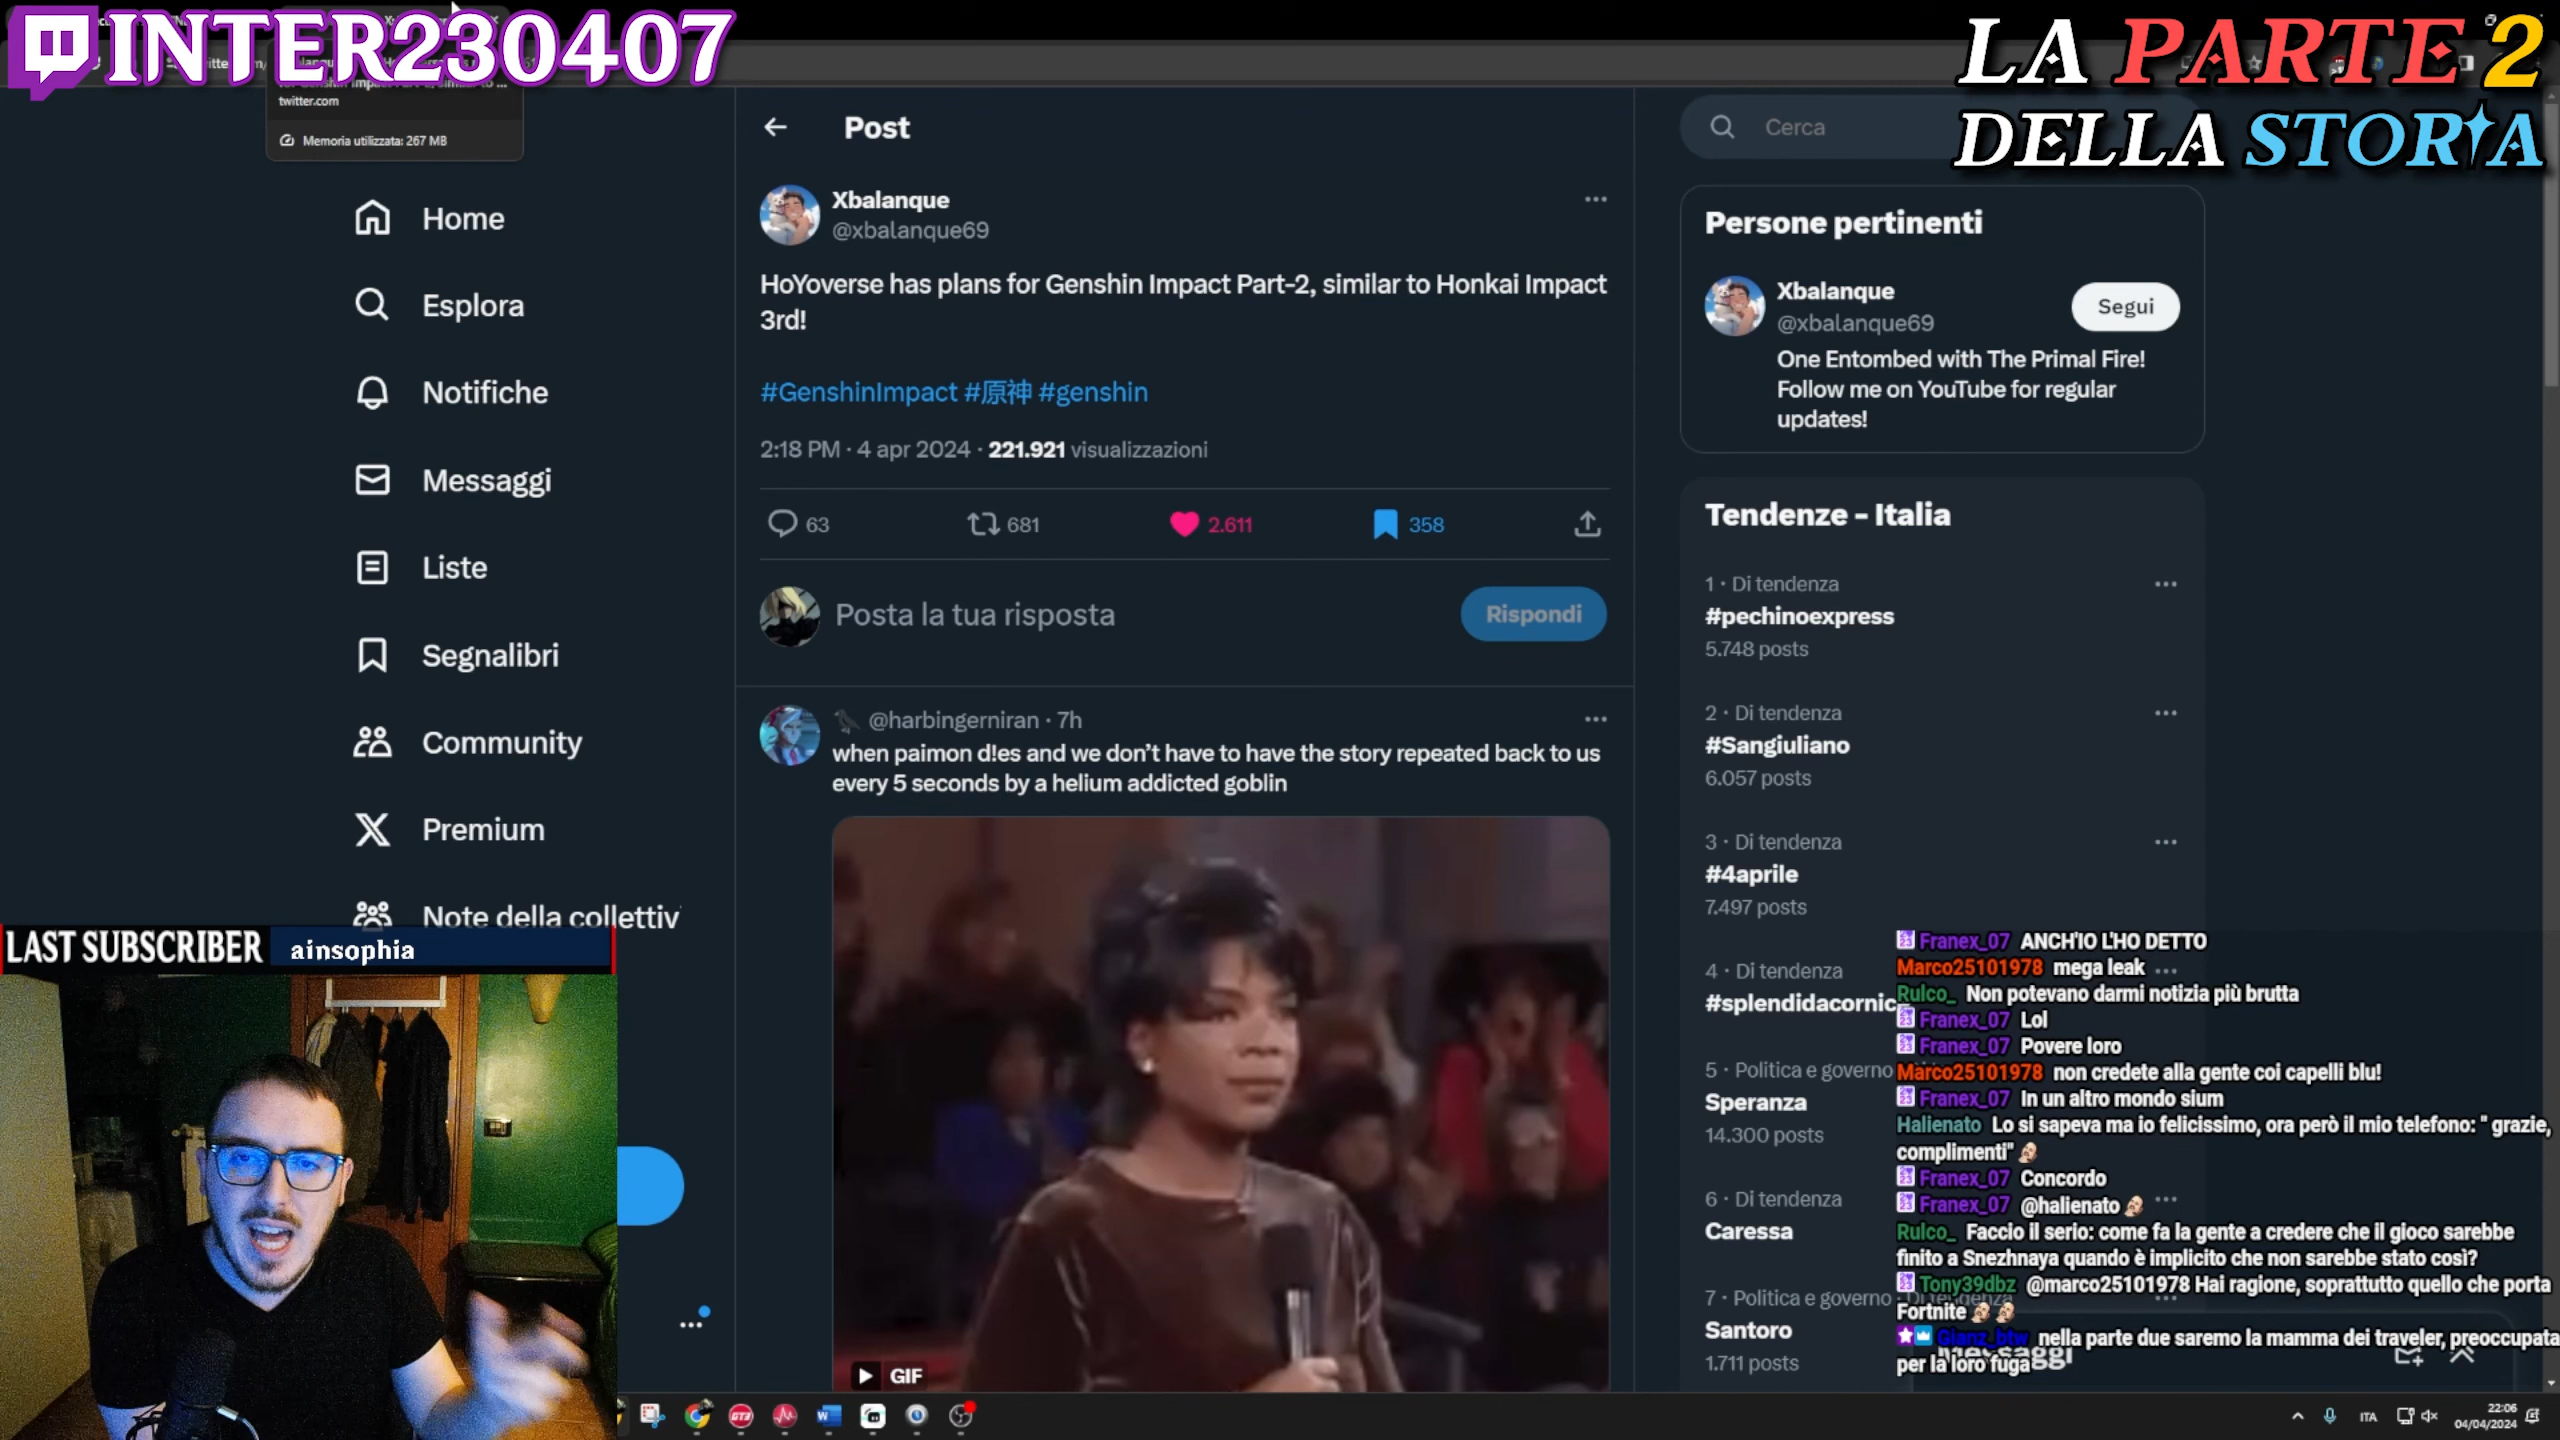 INTER230407
LA PARTE 2
DELLA STORIA
twitter.com
Memoria utilizzata: 267 MB
Home
Esplora
Notifiche
Messaggi
Liste
Segnalibri
Community
Premium
Note della collettiv
Post
Xbalanque
@xbalanque69
HoYoverse has plans for Genshin Impact Part-2, similar to Honkai Impact
3rd!
#GenshinImpact #原神 #genshin
2:18 PM · 4 apr 2024 · 221.921 visualizzazioni
63 681 2.611 358
Posta la tua risposta
Rispondi
@harbingerniran · 7h
when paimon d!es and we don't have to have the story repeated back to us
every 5 seconds by a helium addicted goblin
GIF
Cerca
Persone pertinenti
Xbalanque
@xbalanque69
Segui
One Entombed with The Primal Fire!
Follow me on YouTube for regular
updates!
Tendenze - Italia
1 · Di tendenza
#pechinoexpress
5.748 posts
2 · Di tendenza
#Sangiuliano
6.057 posts
3 · Di tendenza
#4aprile
7.497 posts
4 · Di tendenza
#splendidacornic
5 · Politica e governo
Speranza
14.300 posts
6 · Di tendenza
Caressa
7 · Politica e governo · Di tendenza
Santoro
1.711 posts
Messaggi
Franex_07 ANCH'IO L'HO DETTO
Marco25101978 mega leak
Rulco_ Non potevano darmi notizia più brutta
Franex_07 Lol
Franex_07 Povere loro
Marco25101978 non credete alla gente coi capelli blu!
Franex_07 In un altro mondo sium
Halienato Lo si sapeva ma io felicissimo, ora però il mio telefono: " grazie,
complimenti"
Franex_07 Concordo
Franex_07 @halienato
Rulco_ Faccio il serio: come fa la gente a credere che il gioco sarebbe
finito a Snezhnaya quando è implicito che non sarebbe stato così?
Tony39dbz @marco25101978 Hai ragione, soprattutto quello che porta
Fortnite
Gianz_btw nella parte due saremo la mamma dei traveler, preoccupata
per la loro fuga
LAST SUBSCRIBER ainsophia
ITA
22:06
04/04/2024